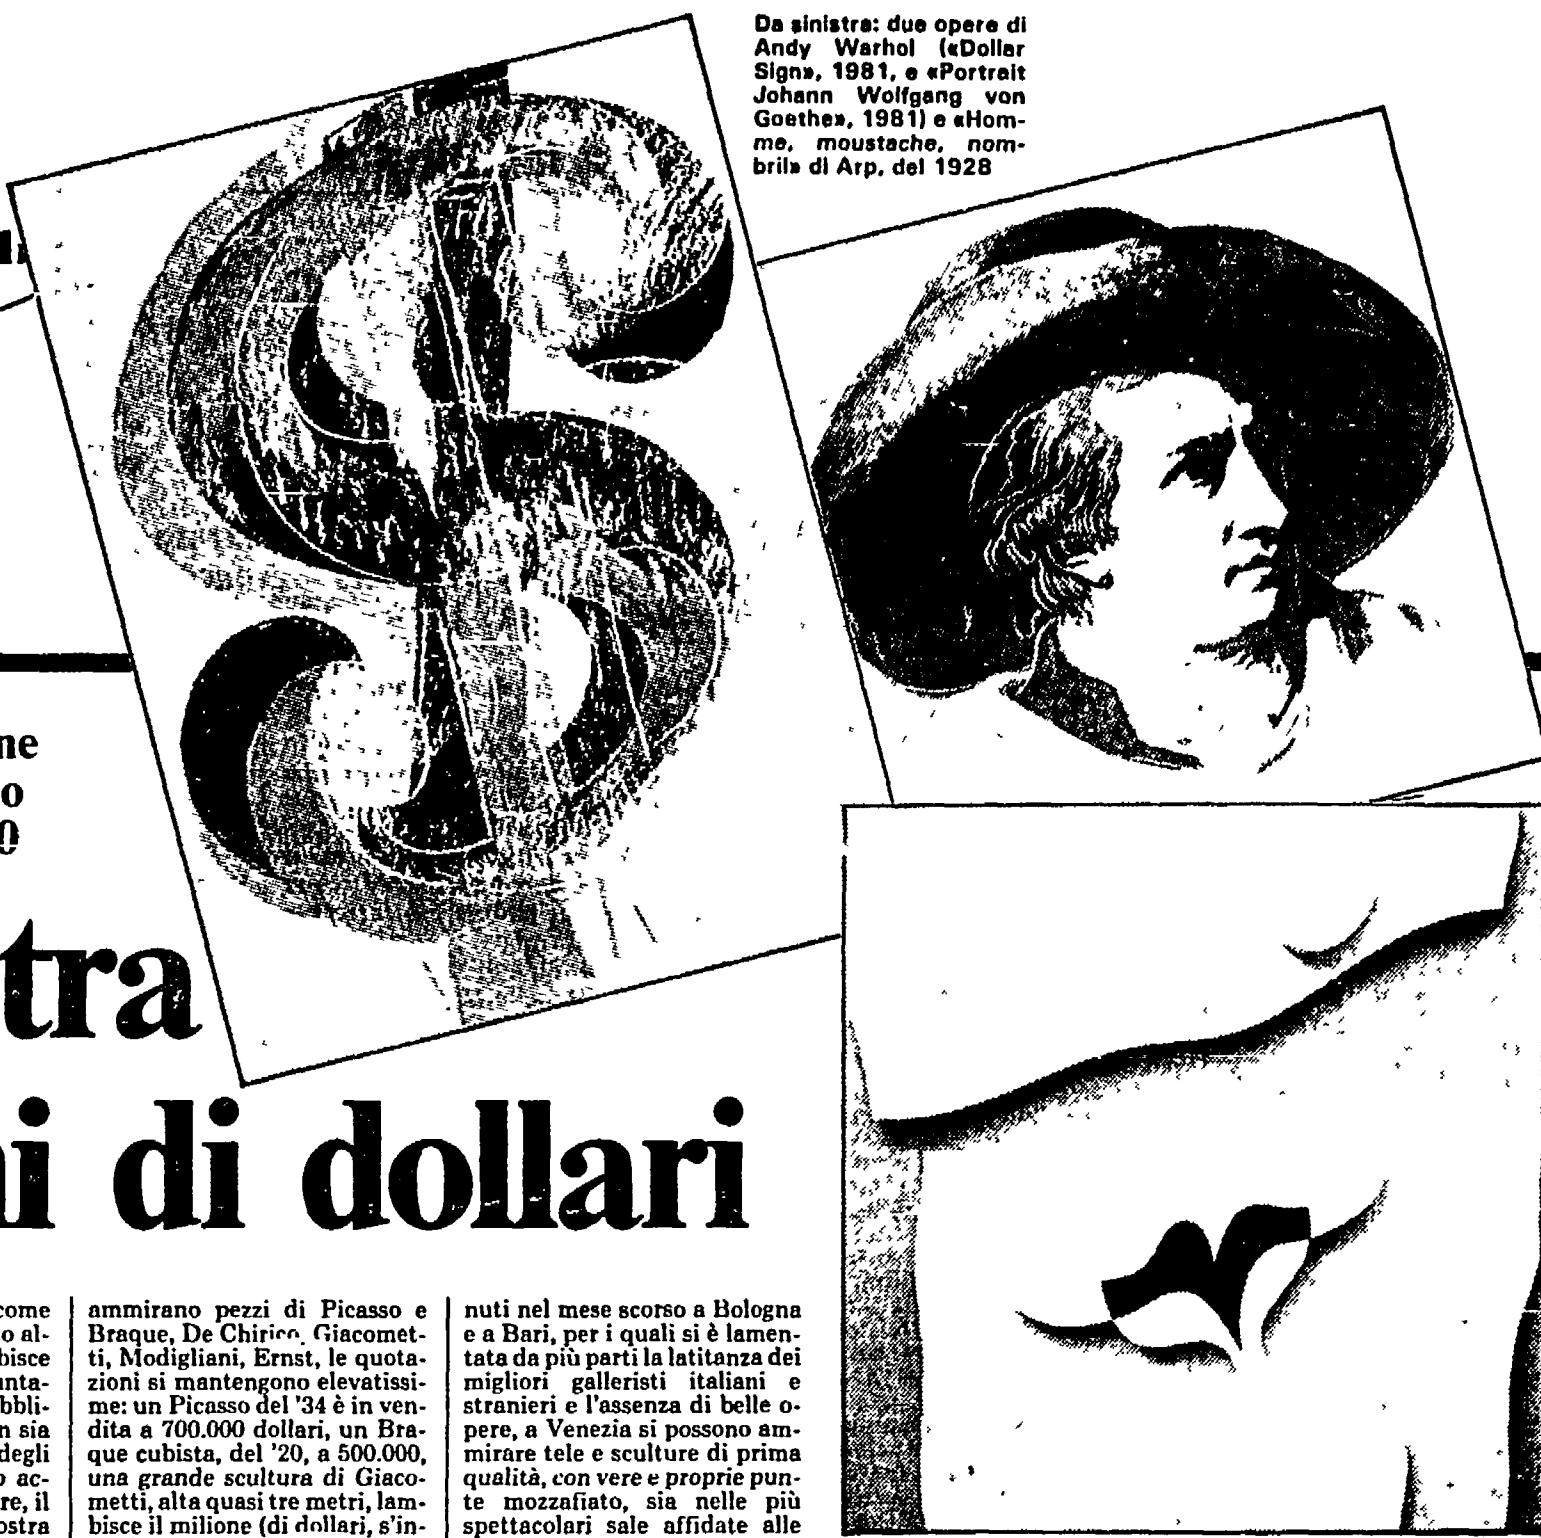 Da sinistra: due opere di
Andy Warhol («Dollar
Sign», 1981, e «Portrait
Johann Wolfgang von
Goethe», 1981) e «Hom-
me, moustache, nom-
bril» di Arp, del 1928
ne
o
0
tra
ni di dollari
come
o al-
bisce
unta-
bbli-
n sia
degli
o ac-
re, il
ostra
ammirano pezzi di Picasso e
Braque, De Chirico, Giacomet-
ti, Modigliani, Ernst, le quota-
zioni si mantengono elevatissi-
me: un Picasso del '34 è in ven-
dita a 700.000 dollari, un Bra-
que cubista, del '20, a 500.000,
una grande scultura di Giaco-
metti, alta quasi tre metri, lam-
bisce il milione (di dollari, s'in-
nuti nel mese scorso a Bologna
e a Bari, per i quali si è lamen-
tata da più parti la latitanza dei
migliori galleristi italiani e
stranieri e l'assenza di belle o-
pere, a Venezia si possono am-
mirare tele e sculture di prima
qualità, con vere e proprie pun-
te mozzafiato, sia nelle più
spettacolari sale affidate alle